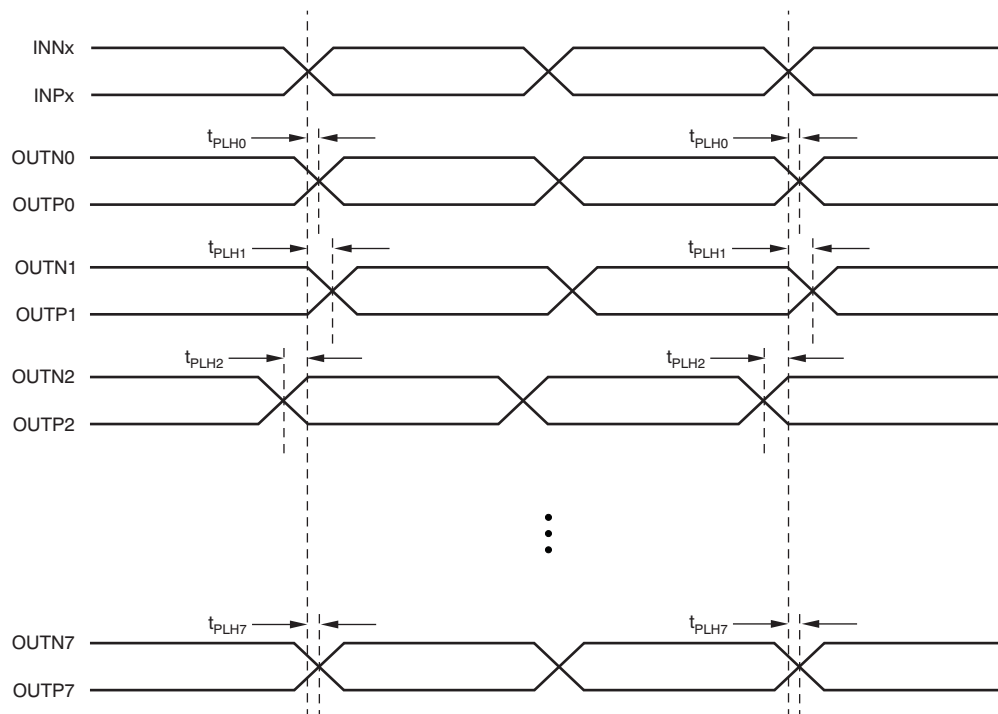 INNx
INPx
tPLH0 tPLH0
OUTN0
OUTP0
tPLH1 tPLH1
OUTN1
OUTP1
tPLH2 tPLH2
OUTN2
OUTP2
tPLH7 tPLH7
OUTN7
OUTP7